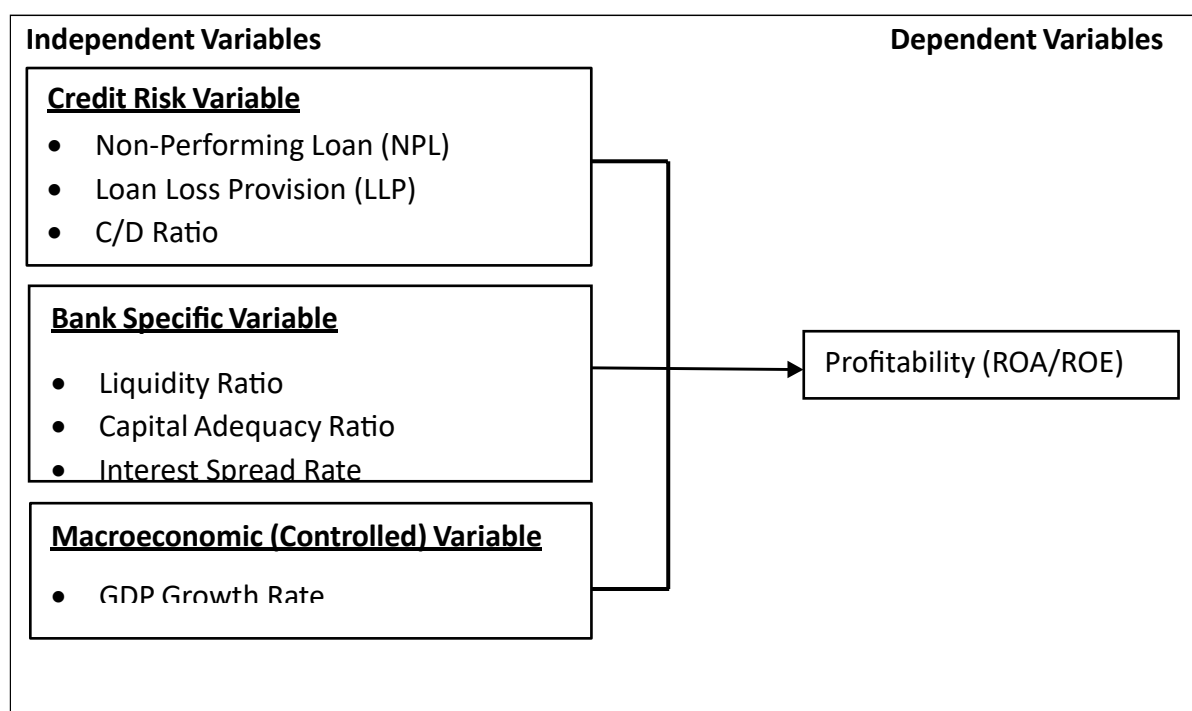 Independent Variables
Dependent Variables
Credit Risk Variable
• Non-Performing Loan (NPL)
• Loan Loss Provision (LLP)
• C/D Ratio
Bank Specific Variable
• Liquidity Ratio
• Capital Adequacy Ratio
• Interest Spread Rate
Profitability (ROA/ROE)
Macroeconomic (Controlled) Variable
• GDP Growth Rate